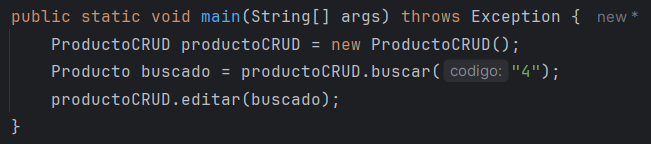 public static void main(String[] args) throws Exception { new *
ProductoCRUD productoCRUD = new ProductoCRUD();
Producto buscado = productoCRUD.buscar( codigo: "4");
productoCRUD.editar(buscado);
}